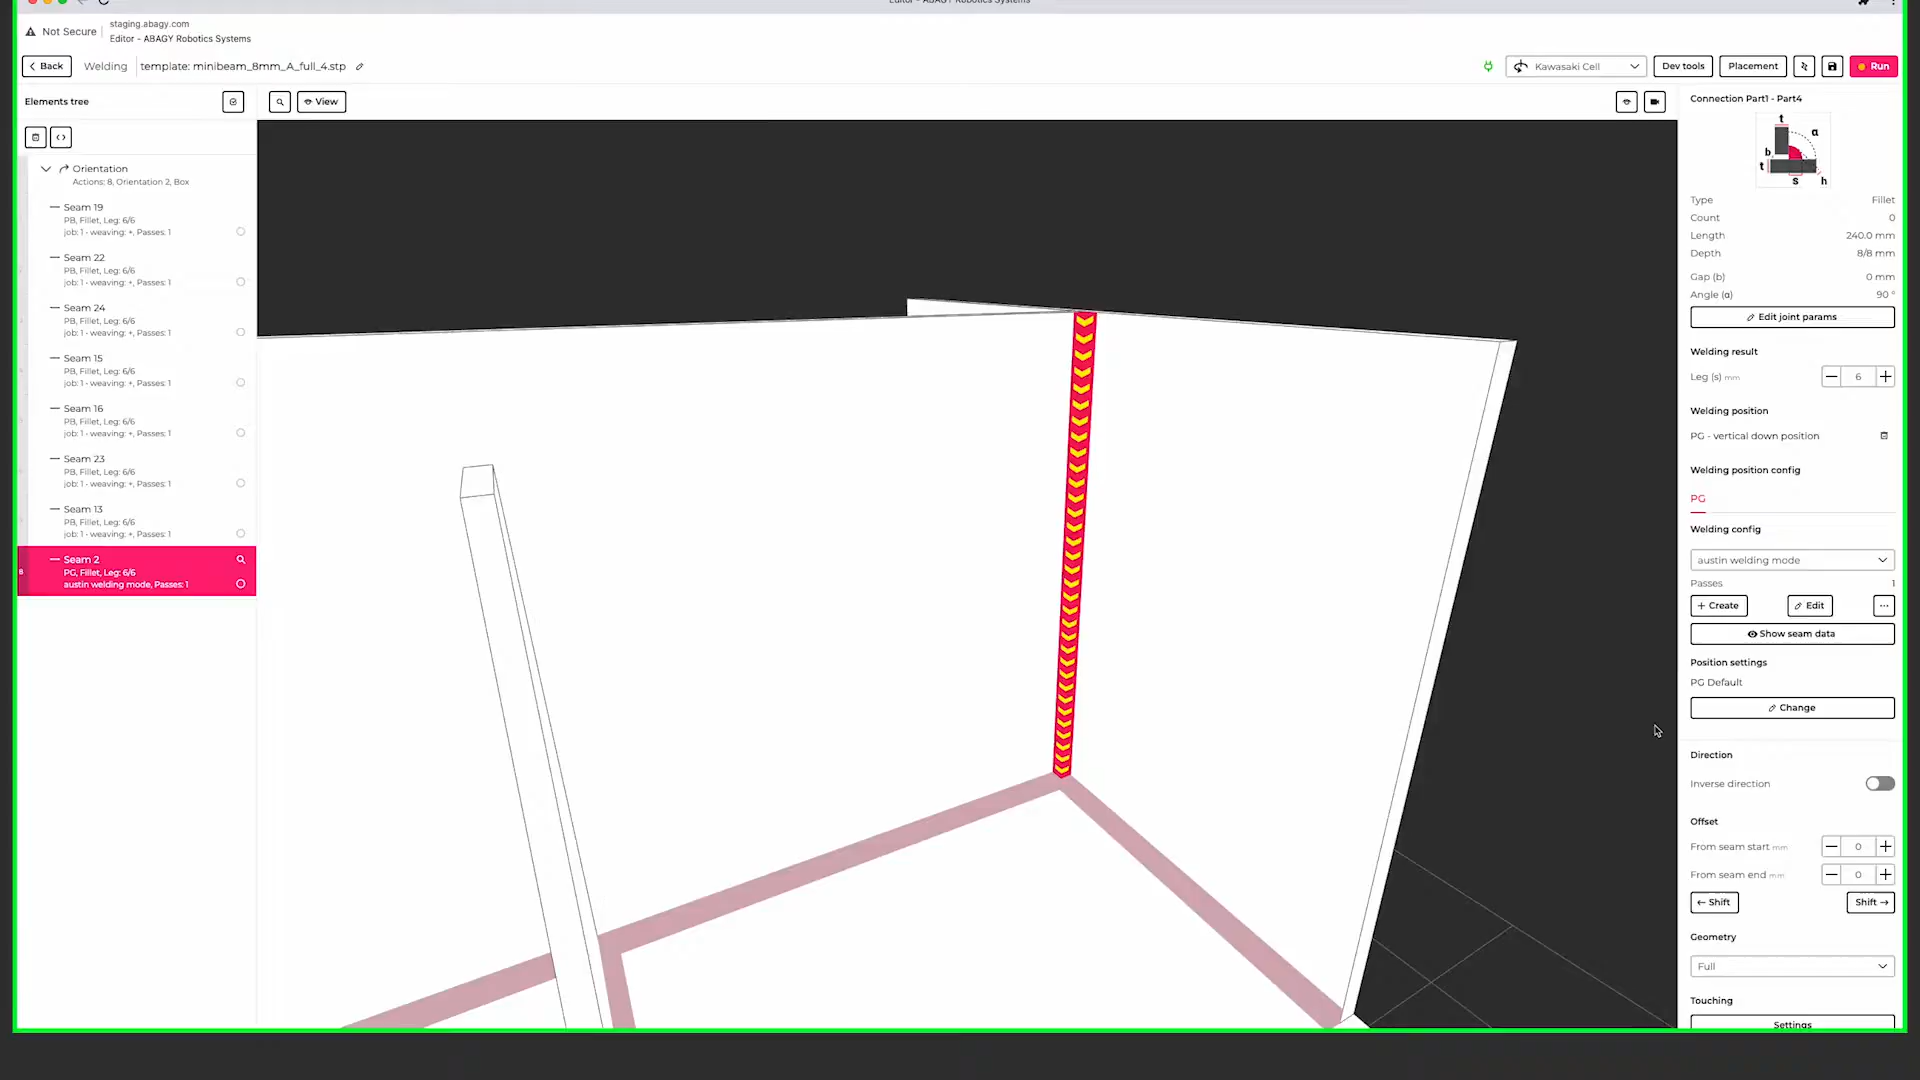 Editor - ABAGY Robotics Systems
staging.abagy.com
Not Secure
Editor - ABAGY Robotics Systems
Back
Welding
template: minibeam_8mm_A_full_4.stp
Kawasaki Cell
Dev tools
Placement
Run
Elements tree
View
Orientation
Actions: 8, Orientation 2, Box
Seam 19
PB, Fillet, Leg: 6/6
job: 1 - weaving: +, Passes: 1
Seam 22
PB, Fillet, Leg: 6/6
job: 1 - weaving: +, Passes: 1
Seam 24
PB, Fillet, Leg: 6/6
job: 1 - weaving: +, Passes: 1
Seam 15
PB, Fillet, Leg: 6/6
job: 1 - weaving: +, Passes: 1
Seam 16
PB, Fillet, Leg: 6/6
job: 1 - weaving: +, Passes: 1
Seam 23
PB, Fillet, Leg: 6/6
job: 1 - weaving: +, Passes: 1
Seam 13
PB, Fillet, Leg: 6/6
job: 1 - weaving: +, Passes: 1
8
Seam 2
PG, Fillet, Leg: 6/6
austin welding mode, Passes: 1
Connection Part1 - Part4
t
α
b
t
s
h
Type Fillet
Count 0
Length 240.0 mm
Depth 8/8 mm
Gap (b) 0 mm
Angle (α) 90 °
Edit joint params
Welding result
Leg (s) mm 6
Welding position
PG - vertical down position
Welding position config
PG
Welding config
austin welding mode
Passes 1
+ Create
Edit
...
Show seam data
Position settings
PG Default
Change
Direction
Inverse direction
Offset
From seam start mm 0
From seam end mm 0
← Shift
Shift →
Geometry
Full
Touching
Settings